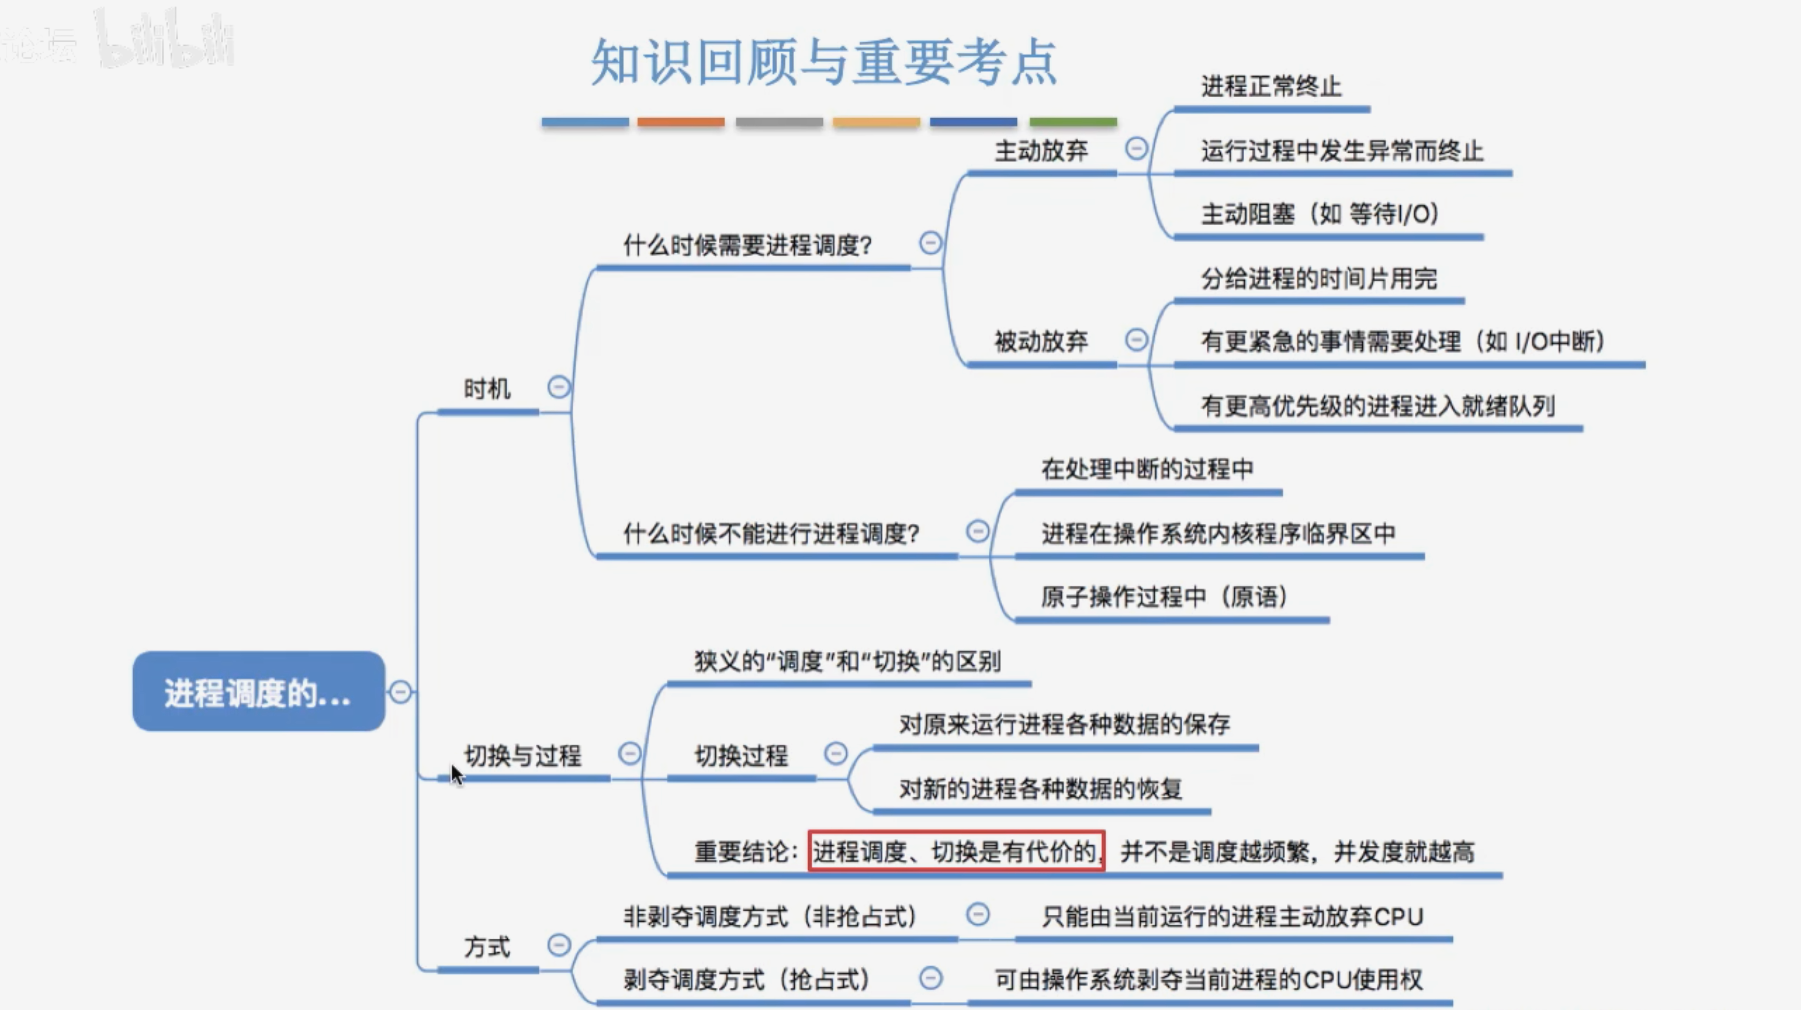 论坛 bilibili
知识回顾与重要考点
进程正常终止
主动放弃
运行过程中发生异常而终止
主动阻塞（如 等待I/O）
什么时候需要进程调度？
分给进程的时间片用完
被动放弃
有更紧急的事情需要处理（如 I/O中断）
有更高优先级的进程进入就绪队列
时机
在处理中断的过程中
什么时候不能进行进程调度？
进程在操作系统内核程序临界区中
原子操作过程中（原语）
进程调度的...
狭义的“调度”和“切换”的区别
切换与过程
切换过程
对原来运行进程各种数据的保存
对新的进程各种数据的恢复
重要结论：进程调度、切换是有代价的，并不是调度越频繁，并发度就越高
方式
非剥夺调度方式（非抢占式）
只能由当前运行的进程主动放弃CPU
剥夺调度方式（抢占式）
可由操作系统剥夺当前进程的CPU使用权